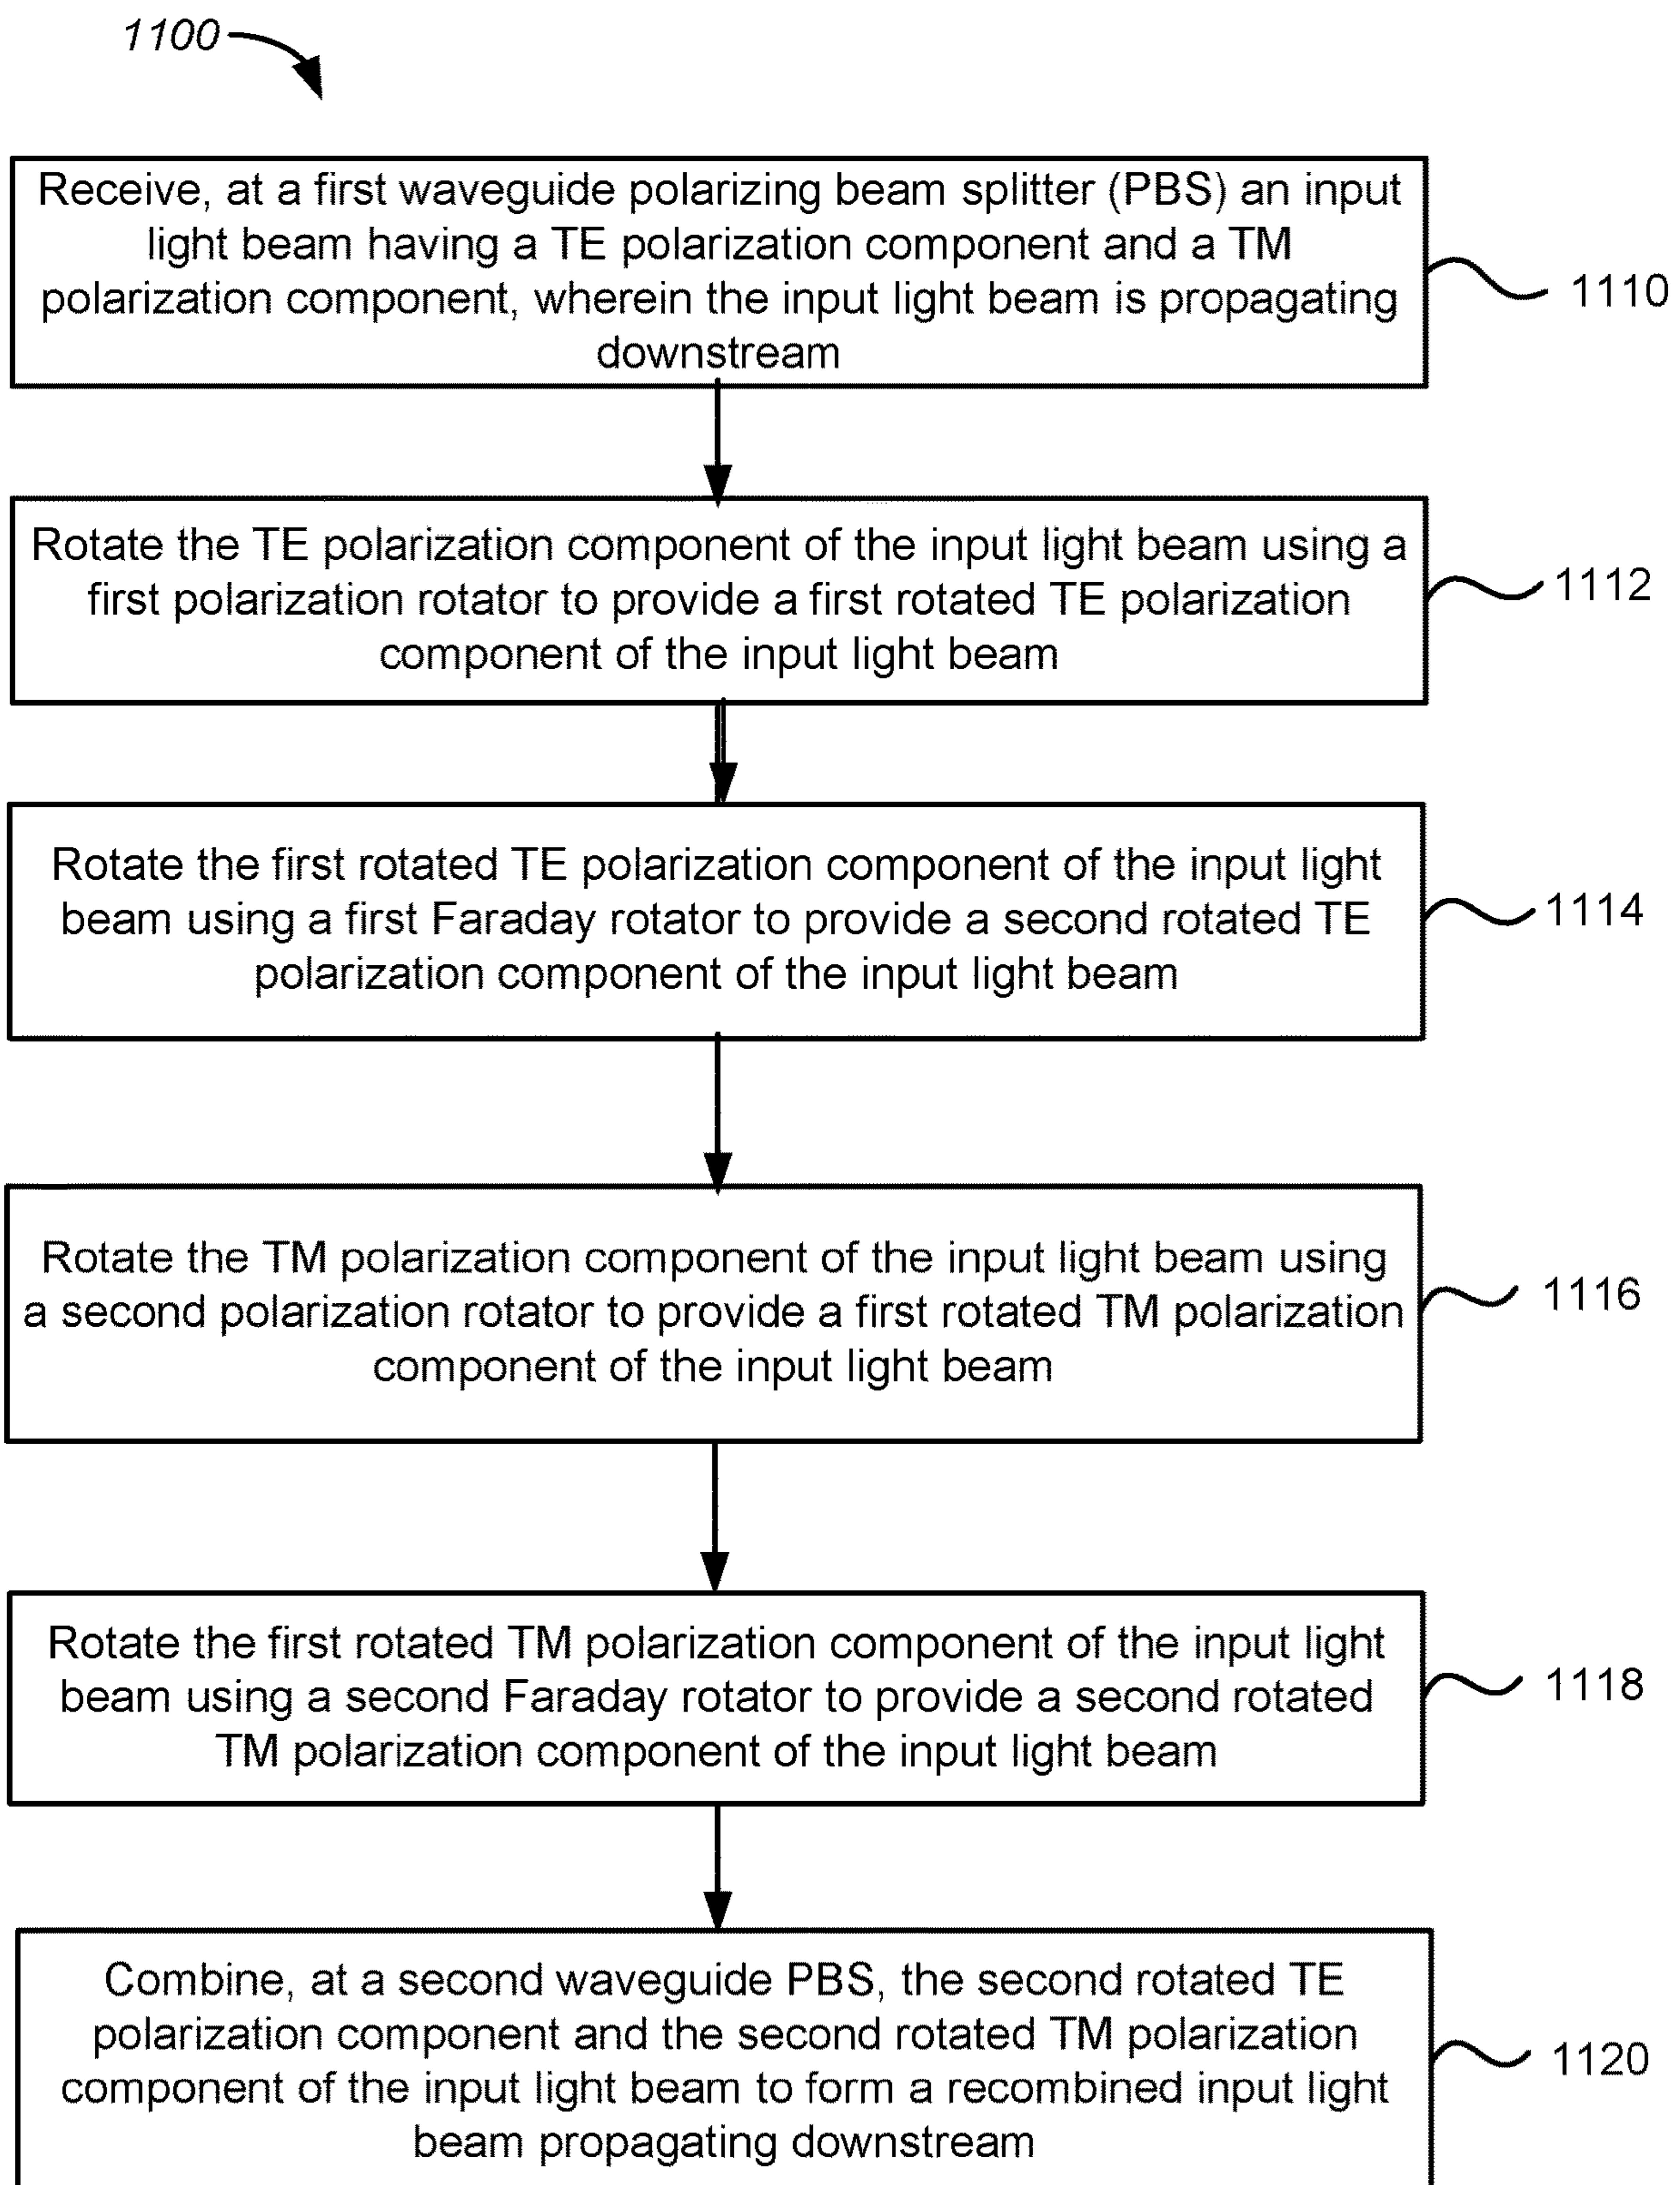 1100
Receive, at a first waveguide polarizing beam splitter (PBS) an input
light beam having a TE polarization component and a TM
polarization component, wherein the input light beam is propagating
downstream
1110
Rotate the TE polarization component of the input light beam using a
first polarization rotator to provide a first rotated TE polarization
component of the input light beam
1112
Rotate the first rotated TE polarization component of the input light
beam using a first Faraday rotator to provide a second rotated TE
polarization component of the input light beam
1114
Rotate the TM polarization component of the input light beam using
a second polarization rotator to provide a first rotated TM polarization
component of the input light beam
1116
Rotate the first rotated TM polarization component of the input light
beam using a second Faraday rotator to provide a second rotated
TM polarization component of the input light beam
1118
Combine, at a second waveguide PBS, the second rotated TE
polarization component and the second rotated TM polarization
component of the input light beam to form a recombined input light
beam propagating downstream
1120